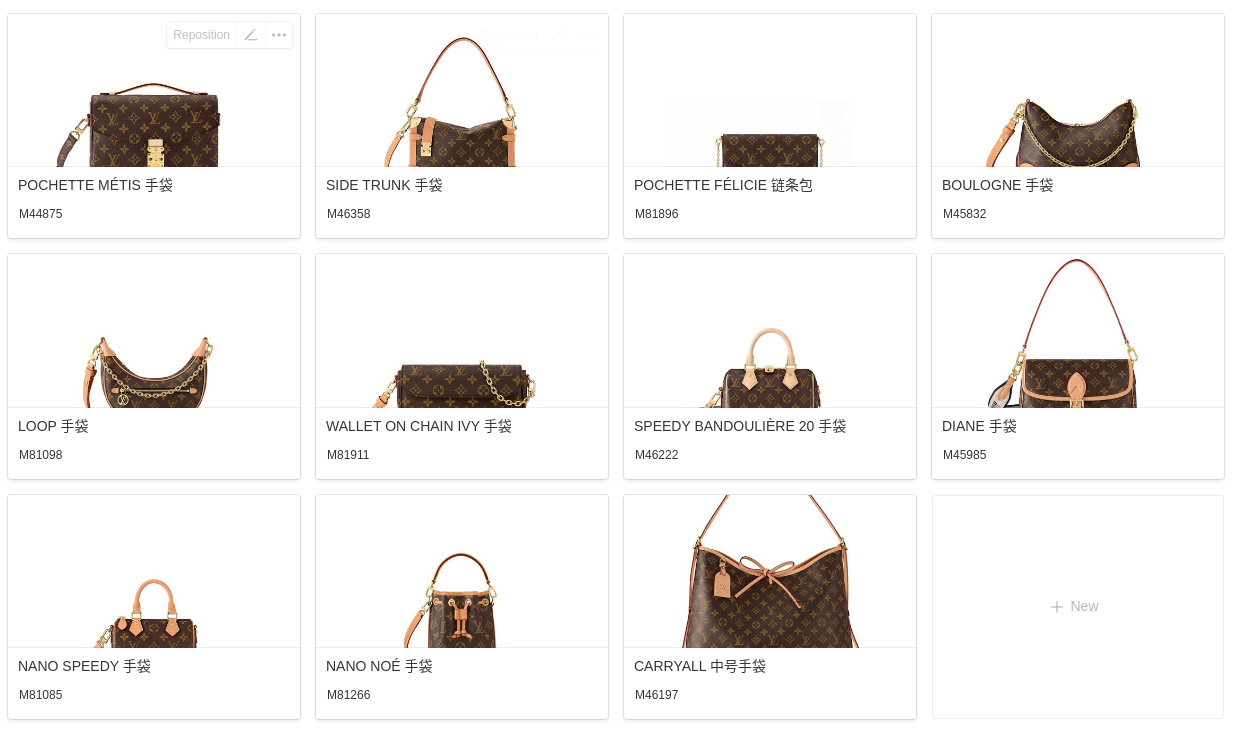 Reposition
POCHETTE MÉTIS 手袋
M44875
SIDE TRUNK 手袋
M46358
POCHETTE FÉLICIE 链条包
M81896
BOULOGNE 手袋
M45832
LOOP 手袋
M81098
WALLET ON CHAIN IVY 手袋
M81911
SPEEDY BANDOULIÈRE 20 手袋
M46222
DIANE 手袋
M45985
NANO SPEEDY 手袋
M81085
NANO NOÉ 手袋
M81266
CARRYALL 中号手袋
M46197
New